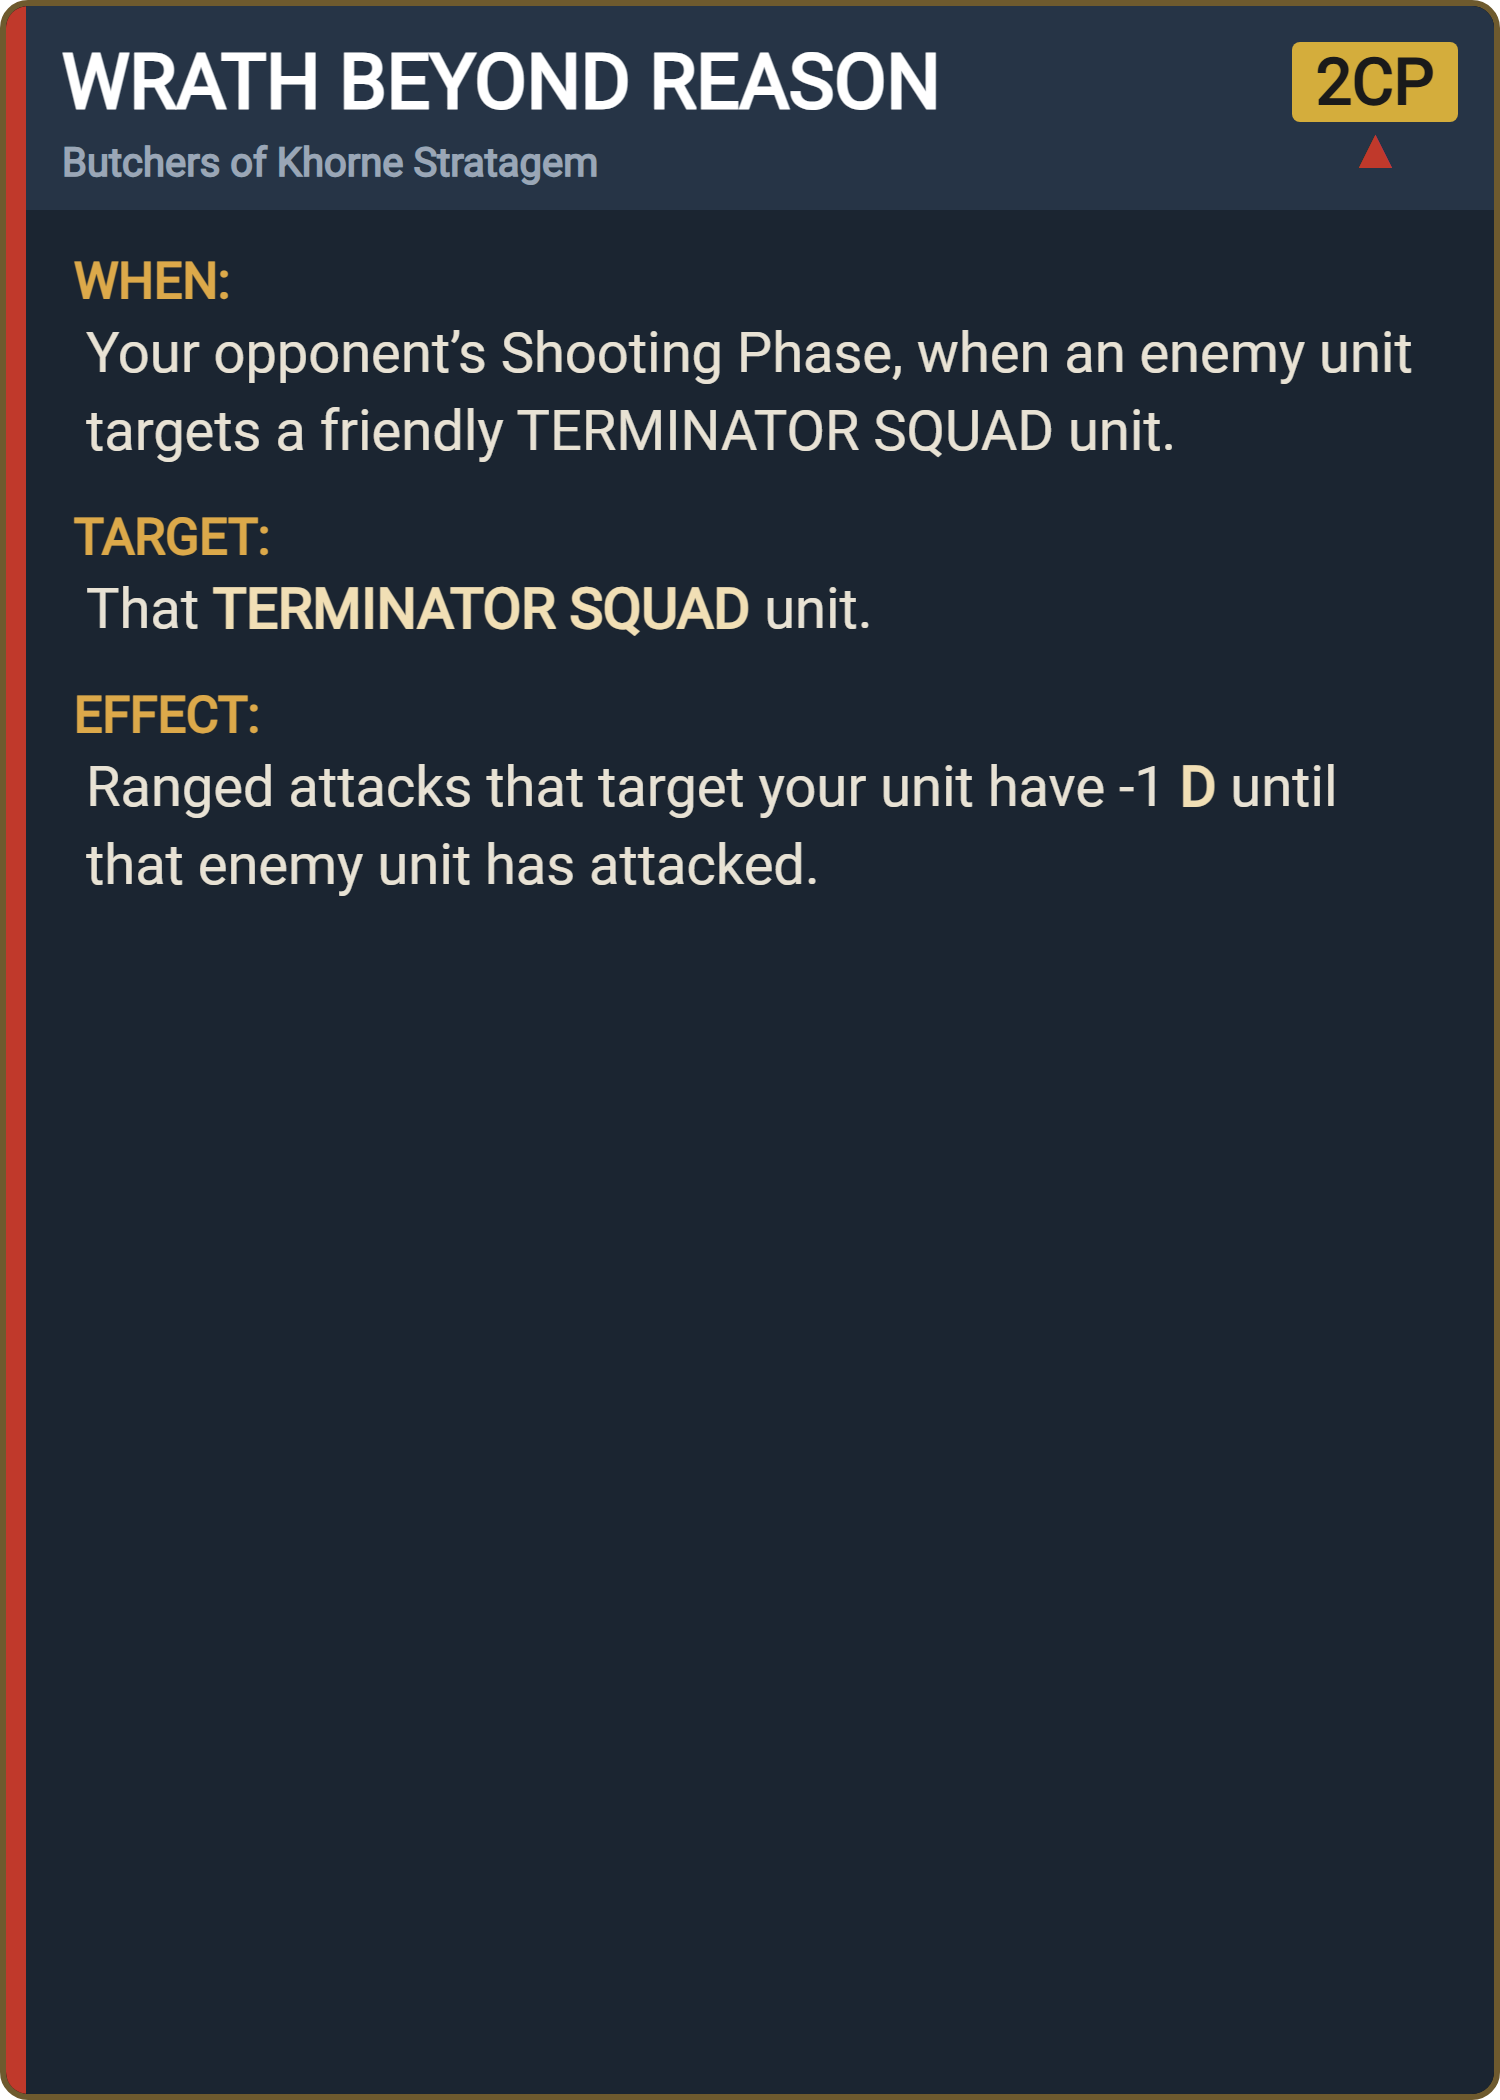 WRATH BEYOND REASON
2CP
Butchers of Khorne Stratagem
WHEN:
Your opponent’s Shooting Phase, when an enemy unit
targets a friendly TERMINATOR SQUAD unit.
TARGET:
That TERMINATOR SQUAD unit.
EFFECT:
Ranged attacks that target your unit have -1 D until
that enemy unit has attacked.